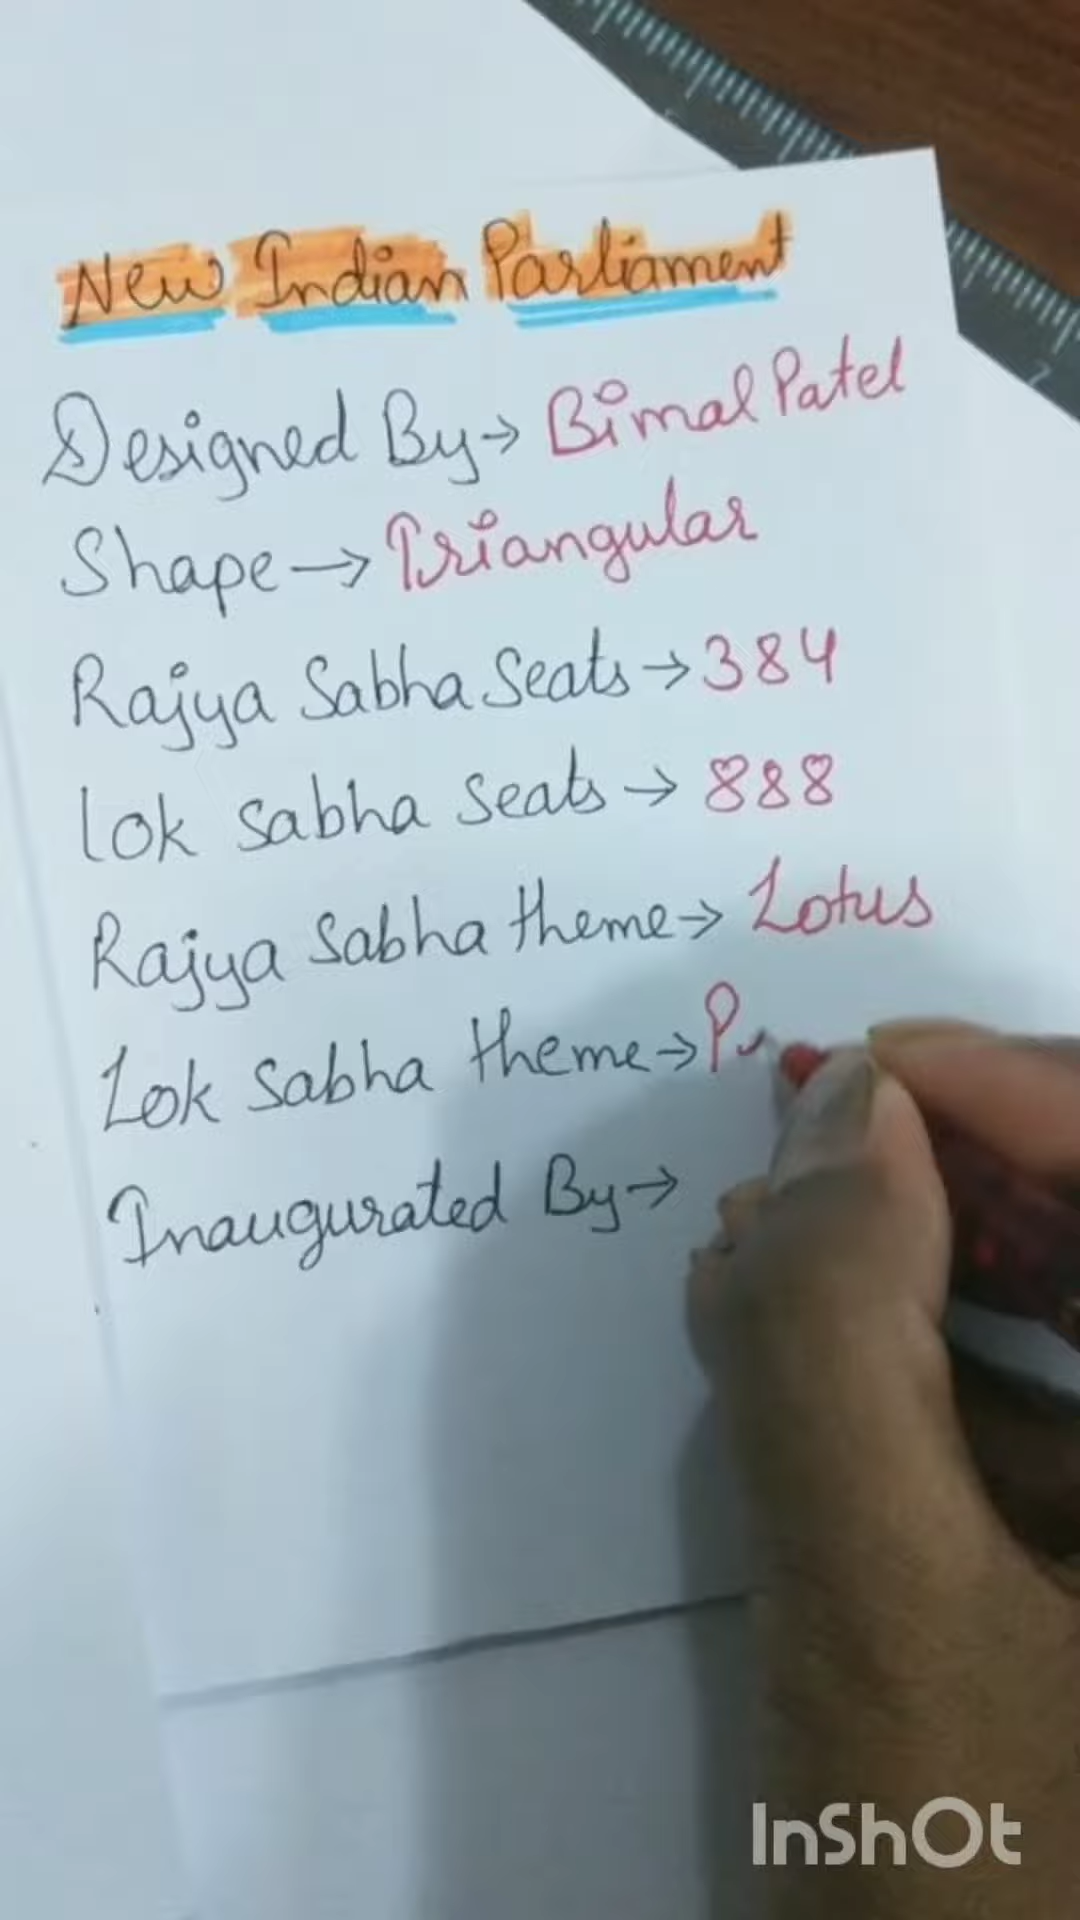 New Indian Parliament
Designed By→ Bimal Patel
Shape→ Triangular
Rajya Sabha Seats→ 384
Lok Sabha Seats→ 888
Rajya Sabha theme→ Lotus
Lok Sabha theme→ P
Inaugurated By→
InShOt